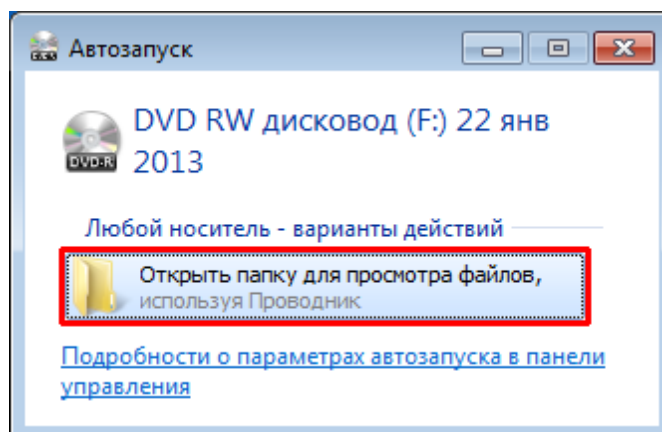 Автозапуск
DVD RW дисковод (F:) 22 янв
2013
DVD-R
Любой носитель - варианты действий
Открыть папку для просмотра файлов,
используя Проводник
Подробности о параметрах автозапуска в панели
управления